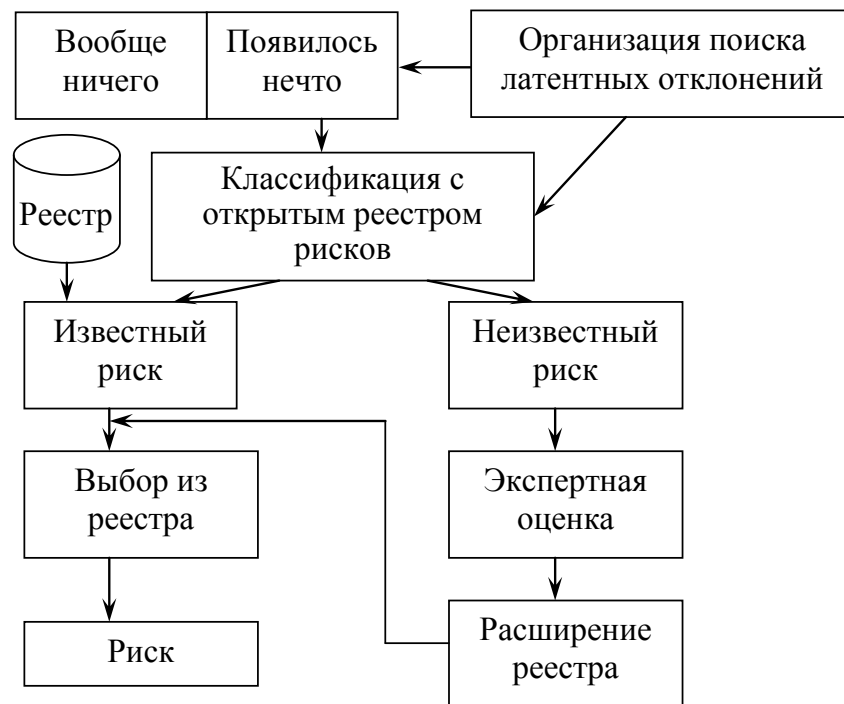 Вообще
ничего
Появилось
нечто
Организация поиска
латентных отклонений
Классификация с
открытым реестром
рисков
Реестр
Известный
риск
Неизвестный
риск
Выбор из
реестра
Экспертная
оценка
Риск
Расширение
реестра